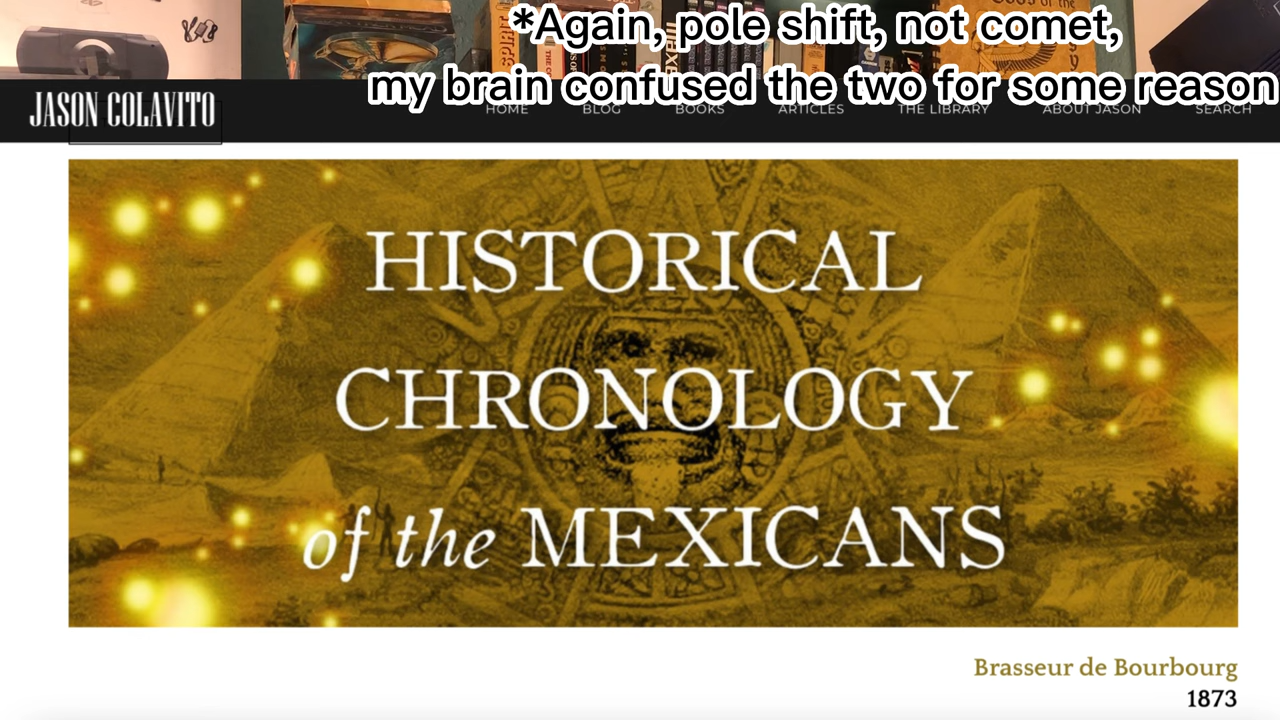 *Again, pole shift, not comet,
my brain confused the two for some reason
JASON COLAVITO
HOME BLOG BOOKS ARTICLES THE LIBRARY ABOUT JASON SEARCH
HISTORICAL
CHRONOLOGY
of the MEXICANS
Brasseur de Bourbourg
1873